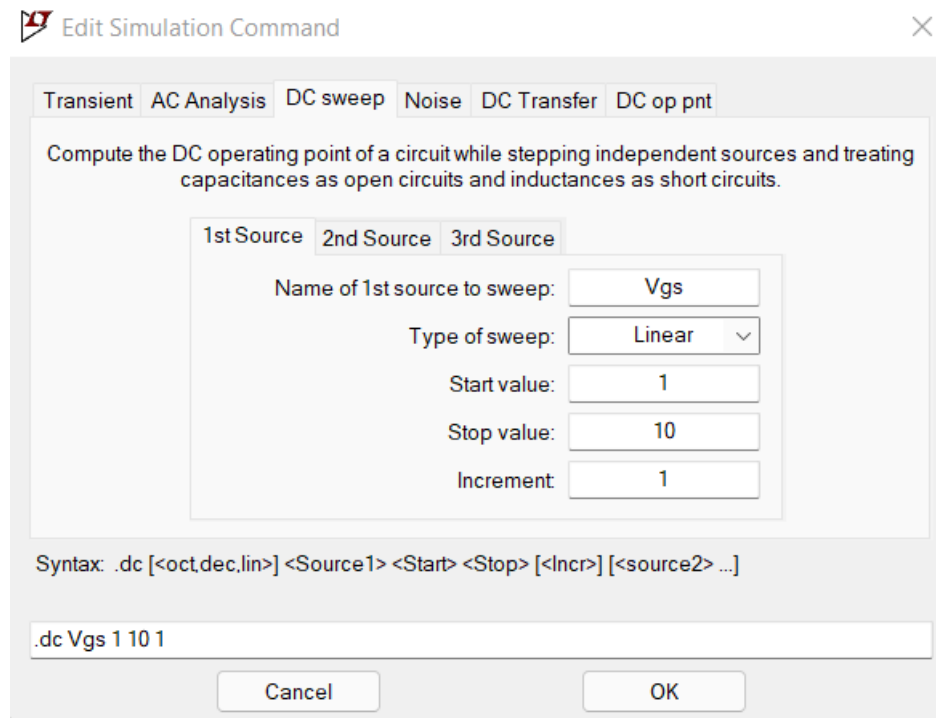 Edit Simulation Command
Transient AC Analysis DC sweep Noise DC Transfer DC op pnt
Compute the DC operating point of a circuit while stepping independent sources and treating
capacitances as open circuits and inductances as short circuits.
1st Source 2nd Source 3rd Source
Name of 1st source to sweep: Vgs
Type of sweep: Linear
Start value: 1
Stop value: 10
Increment: 1
Syntax: .dc [<oct,dec,lin>] <Source1> <Start> <Stop> [<Incr>] [<source2> ...]
.dc Vgs 1 10 1
Cancel OK